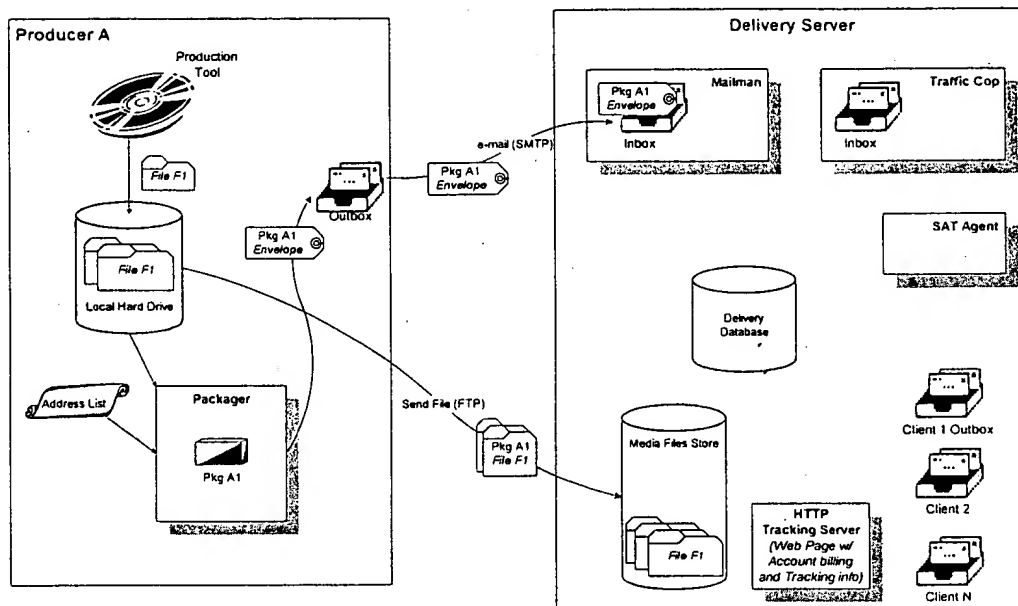 Producer A
Production
Tool
File F1
File F1
Local Hard Drive
Address List
Packager
Pkg A1
Pkg A1
Envelope
Outbox
e-mail (SMTP)
Pkg A1
Envelope
Send File (FTP)
Pkg A1
File F1
Delivery Server
Mailman
Pkg A1
Envelope
Inbox
Traffic Cop
Inbox
SAT Agent
Delivery
Database
Media Files Store
File F1
HTTP
Tracking Server
(Web Page w/
Account billing
and Tracking info)
Client 1 Outbox
Client 2
Client N